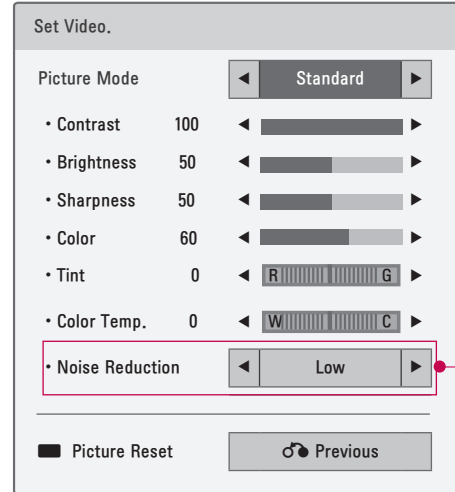 Set Video.
Picture Mode ◀ Standard ▶
• Contrast 100 ◀ ▶
• Brightness 50 ◀ ▶
• Sharpness 50 ◀ ▶
• Color 60 ◀ ▶
• Tint 0 ◀ R G ▶
• Color Temp. 0 ◀ W C ▶
• Noise Reduction ◀ Low ▶
Picture Reset Previous